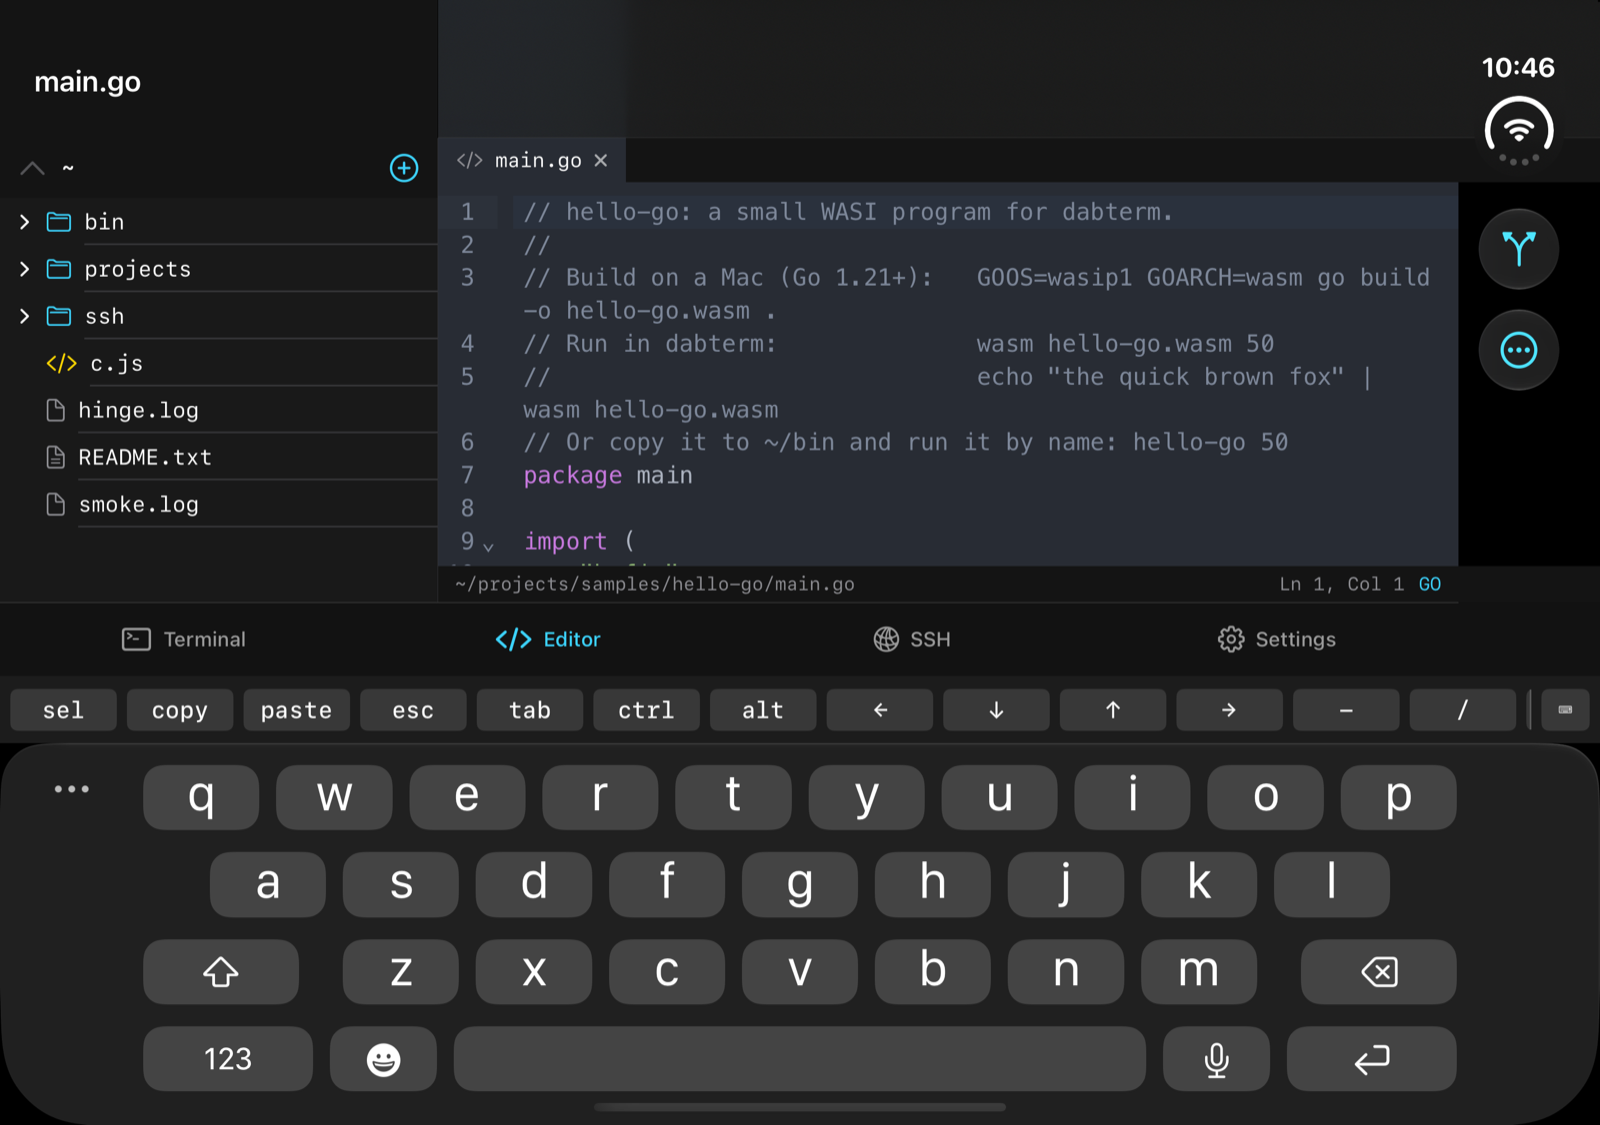 main.go
10:46
~
main.go
bin
projects
ssh
c.js
hinge.log
README.txt
smoke.log
1 // hello-go: a small WASI program for dabterm.
2 //
3 // Build on a Mac (Go 1.21+): GOOS=wasip1 GOARCH=wasm go build
-o hello-go.wasm .
4 // Run in dabterm: wasm hello-go.wasm 50
5 // echo "the quick brown fox" |
wasm hello-go.wasm
6 // Or copy it to ~/bin and run it by name: hello-go 50
7 package main
8
9 import (
~/projects/samples/hello-go/main.go Ln 1, Col 1 GO
Terminal </> Editor SSH Settings
sel copy paste esc tab ctrl alt ← ↓ ↑ → – /
q w e r t y u i o p
a s d f g h j k l
z x c v b n m
123